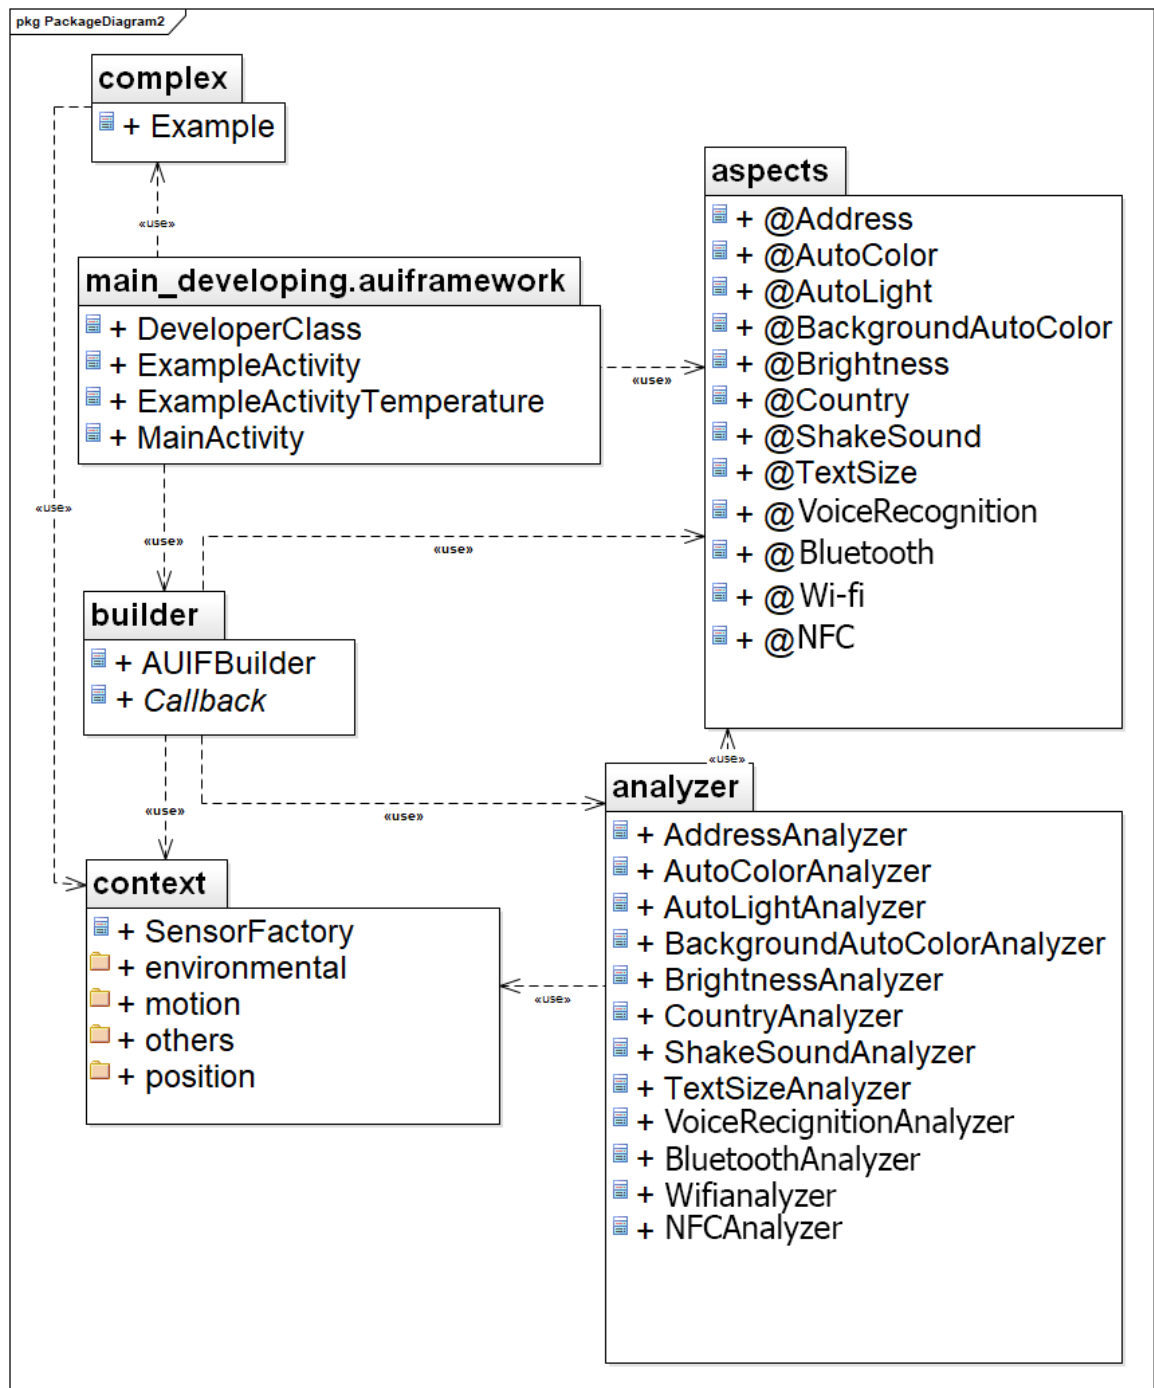 pkg PackageDiagram2
complex
+ Example
«use»
main_developing.auiframework
+ DeveloperClass
+ ExampleActivity
+ ExampleActivityTemperature
+ MainActivity
«use»
aspects
+ @Address
+ @AutoColor
+ @AutoLight
+ @BackgroundAutoColor
+ @Brightness
+ @Country
+ @ShakeSound
+ @TextSize
+ @VoiceRecognition
+ @Bluetooth
+ @Wi-fi
+ @NFC
«use»
«use»
«use»
builder
+ AUIFBuilder
+ Callback
«use»
«use»
«use»
context
+ SensorFactory
+ environmental
+ motion
+ others
+ position
«use»
analyzer
+ AddressAnalyzer
+ AutoColorAnalyzer
+ AutoLightAnalyzer
+ BackgroundAutoColorAnalyzer
+ BrightnessAnalyzer
+ CountryAnalyzer
+ ShakeSoundAnalyzer
+ TextSizeAnalyzer
+ VoiceRecignitionAnalyzer
+ BluetoothAnalyzer
+ Wifianalyzer
+ NFCAnalyzer